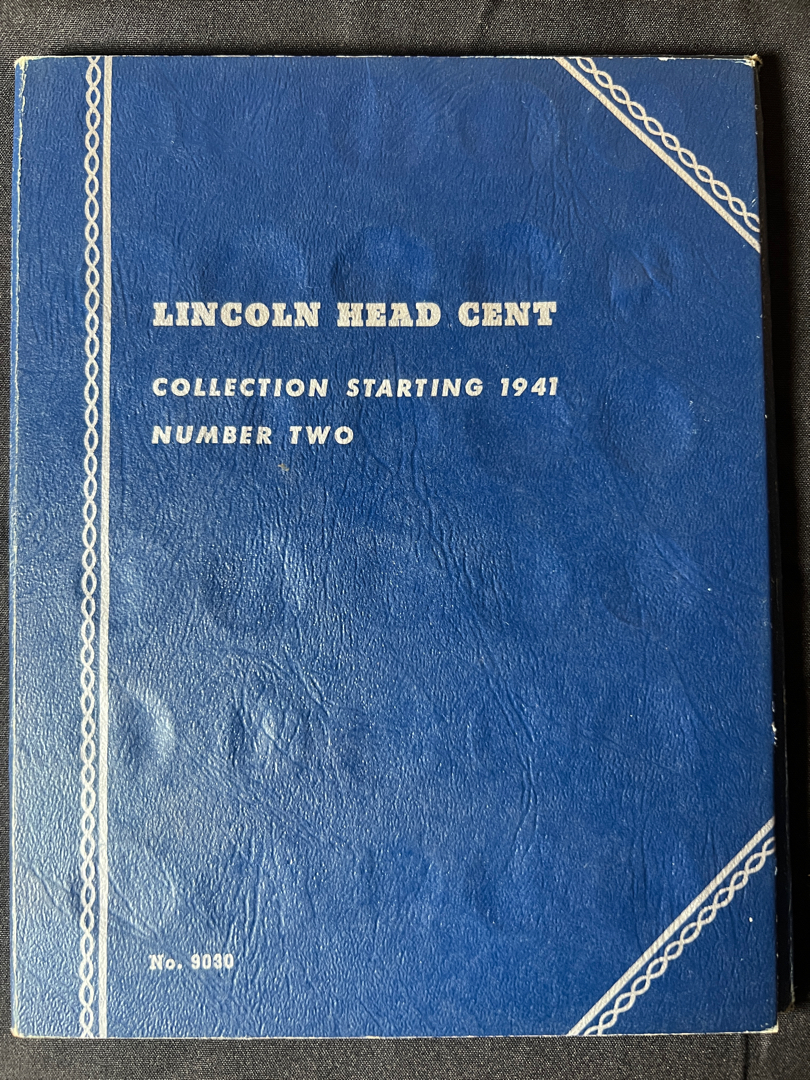 LINCOLN HEAD CENT
COLLECTION STARTING 1941
NUMBER TWO
No. 9030